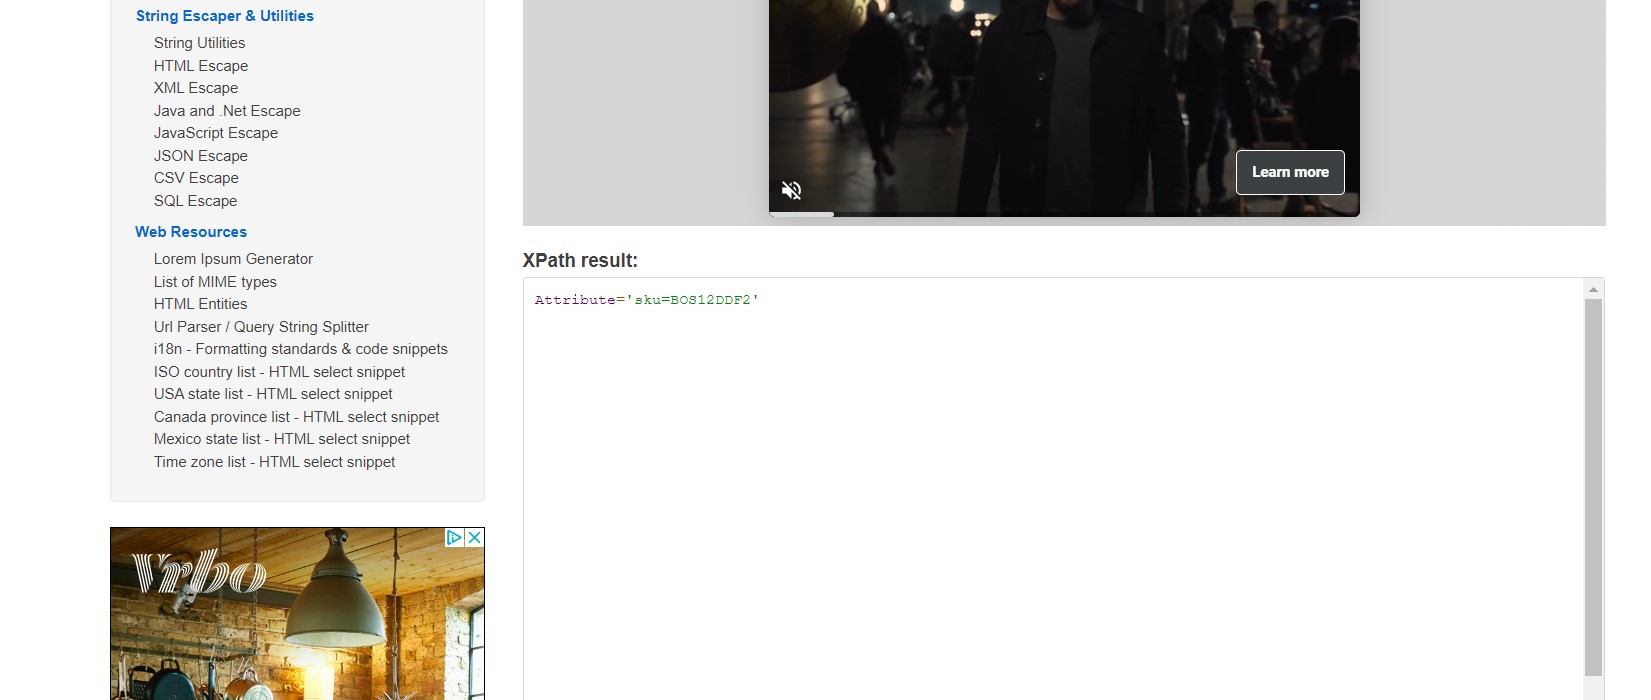 String Escaper & Utilities
String Utilities
HTML Escape
XML Escape
Java and .Net Escape
JavaScript Escape
JSON Escape
CSV Escape
SQL Escape
Web Resources
Lorem Ipsum Generator
List of MIME types
HTML Entities
Url Parser / Query String Splitter
i18n - Formatting standards & code snippets
ISO country list - HTML select snippet
USA state list - HTML select snippet
Canada province list - HTML select snippet
Mexico state list - HTML select snippet
Time zone list - HTML select snippet
Vrbo
Learn more
XPath result:
Attribute='sku=BOS12DDF2'